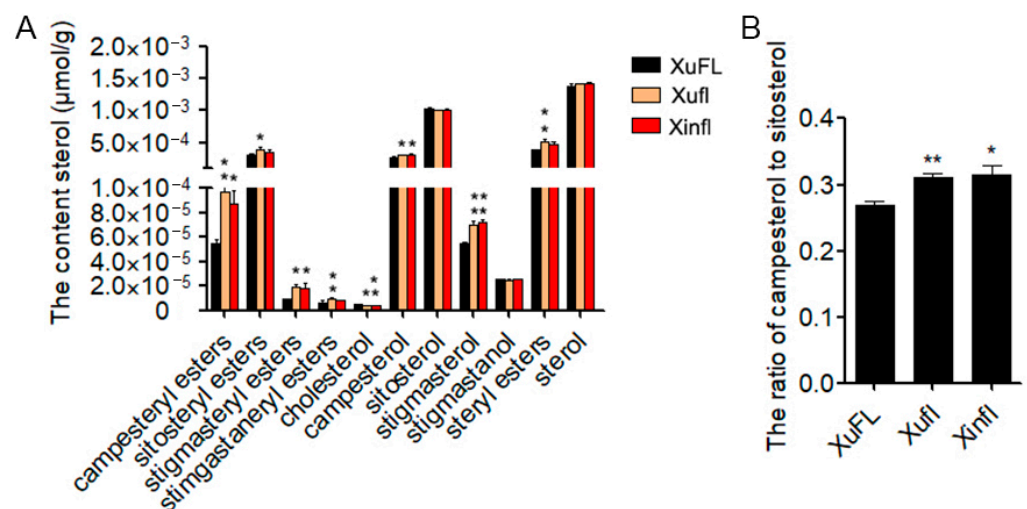 A
The content sterol (μmol/g)
2.0×10⁻³
1.5×10⁻³
1.0×10⁻³
5.0×10⁻⁴
1.0×10⁻⁴
8.0×10⁻⁵
6.0×10⁻⁵
4.0×10⁻⁵
2.0×10⁻⁵
0
* ** *
*
**
* *
* **
**
** **
* *
XuFL
Xufl
Xinfl
campesteryl esters
sitosteryl esters
stigmasteryl esters
stimgastaneryl esters
cholesterol
campesterol
sitosterol
stigmasterol
stigmastanol
steryl esters
sterol
B
The ratio of campesterol to sitosterol
0.4
0.3
0.2
0.1
0.0
**
*
XuFL
Xufl
Xinfl